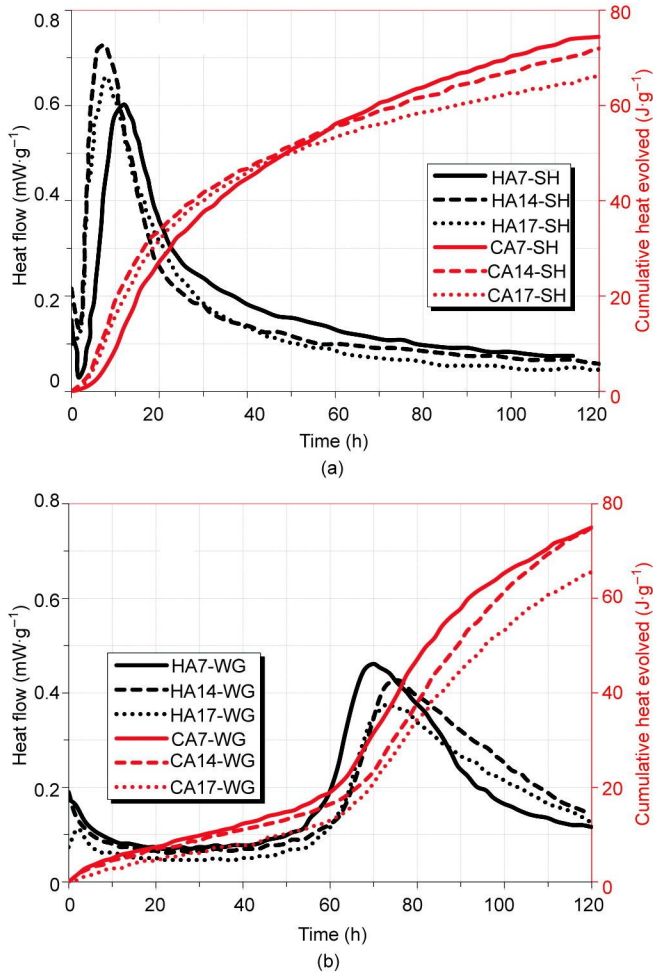 0.8
0.6
0.4
0.2
0
Heat flow (mW·g⁻¹)
80
60
40
20
0
Cumulative heat evolved (J·g⁻¹)
HA7-SH
HA14-SH
HA17-SH
CA7-SH
CA14-SH
CA17-SH
0 20 40 60 80 100 120
Time (h)
(a)
0.8
0.6
0.4
0.2
0
Heat flow (mW·g⁻¹)
80
60
40
20
0
Cumulative heat evolved (J·g⁻¹)
HA7-WG
HA14-WG
HA17-WG
CA7-WG
CA14-WG
CA17-WG
0 20 40 60 80 100 120
Time (h)
(b)